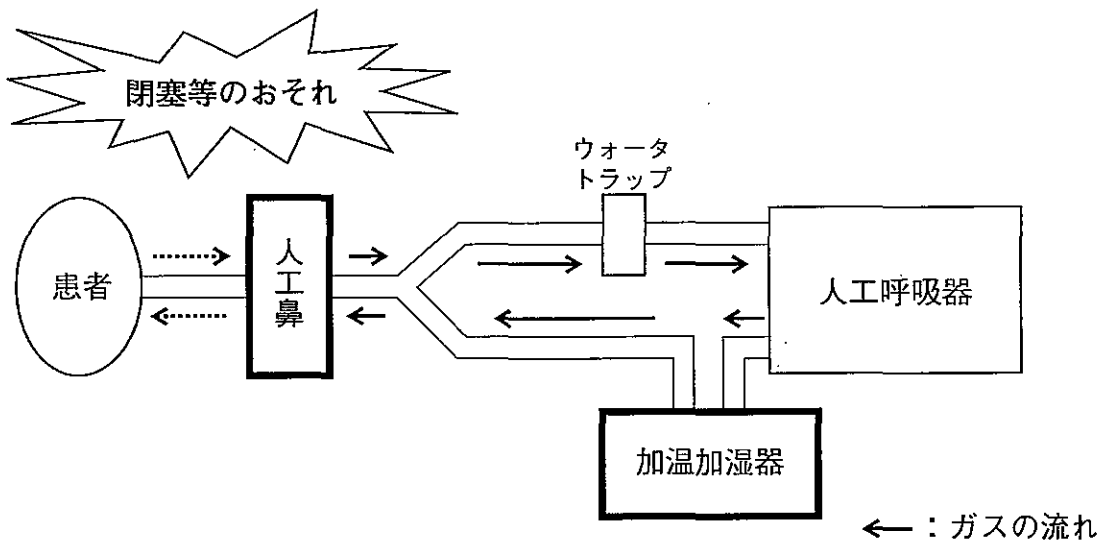 閉塞等のおそれ
ウォータ
トラップ
患者
人工鼻
人工呼吸器
加温加湿器
：ガスの流れ